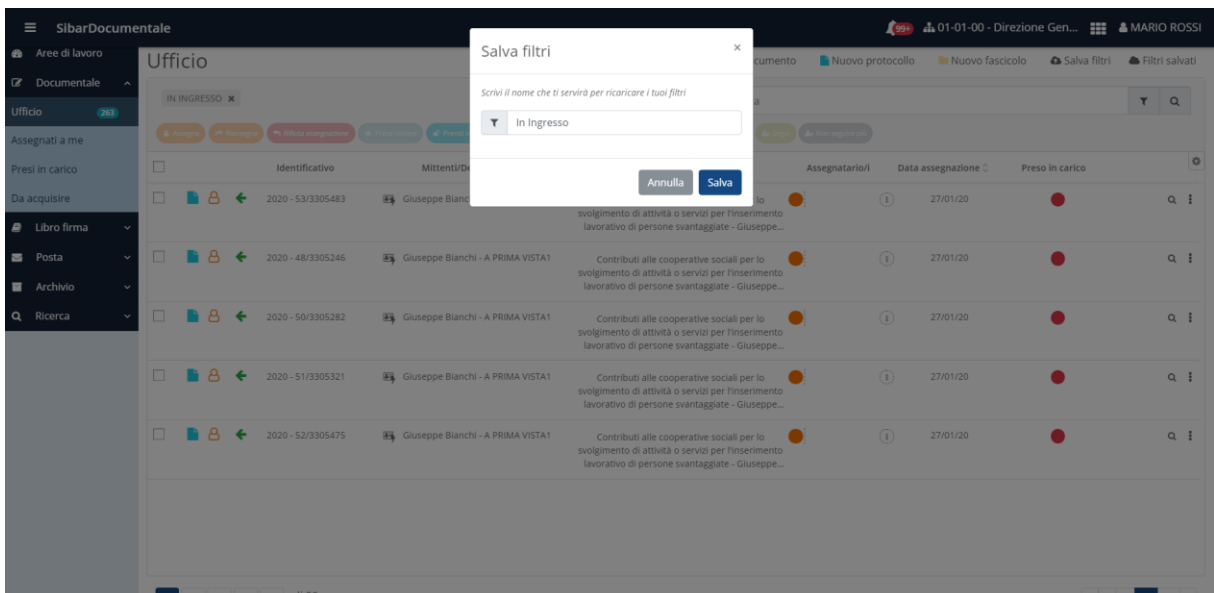 SibarDocumentale
99+
01-01-00 - Direzione Gen...
MARIO ROSSI
Aree di lavoro
Documentale
Ufficio 263
Assegnati a me
Presi in carico
Da acquisire
Libro firma
Posta
Archivio
Ricerca
Ufficio
cumento
Nuovo protocollo
Nuovo fascicolo
Salva filtri
Filtri salvati
IN INGRESSO ×
Assegna
Riassegna
Rifiuta assegnazione
Salva filtri
×
Scrivi il nome che ti servirà per ricaricare i tuoi filtri
In Ingresso
Annulla
Salva
Identificativo
Mittenti/De
Assegnatario/i
Data assegnazione
Preso in carico
2020 - 53/3305483
Giuseppe Bianc
lo
svolgimento di attività o servizi per l'inserimento
lavorativo di persone svantaggiate - Giuseppe...
27/01/20
2020 - 48/3305246
Giuseppe Bianchi - A PRIMA VISTA1
Contributi alle cooperative sociali per lo
svolgimento di attività o servizi per l'inserimento
lavorativo di persone svantaggiate - Giuseppe...
27/01/20
2020 - 50/3305282
Giuseppe Bianchi - A PRIMA VISTA1
Contributi alle cooperative sociali per lo
svolgimento di attività o servizi per l'inserimento
lavorativo di persone svantaggiate - Giuseppe...
27/01/20
2020 - 51/3305321
Giuseppe Bianchi - A PRIMA VISTA1
Contributi alle cooperative sociali per lo
svolgimento di attività o servizi per l'inserimento
lavorativo di persone svantaggiate - Giuseppe...
27/01/20
2020 - 52/3305475
Giuseppe Bianchi - A PRIMA VISTA1
Contributi alle cooperative sociali per lo
svolgimento di attività o servizi per l'inserimento
lavorativo di persone svantaggiate - Giuseppe...
27/01/20